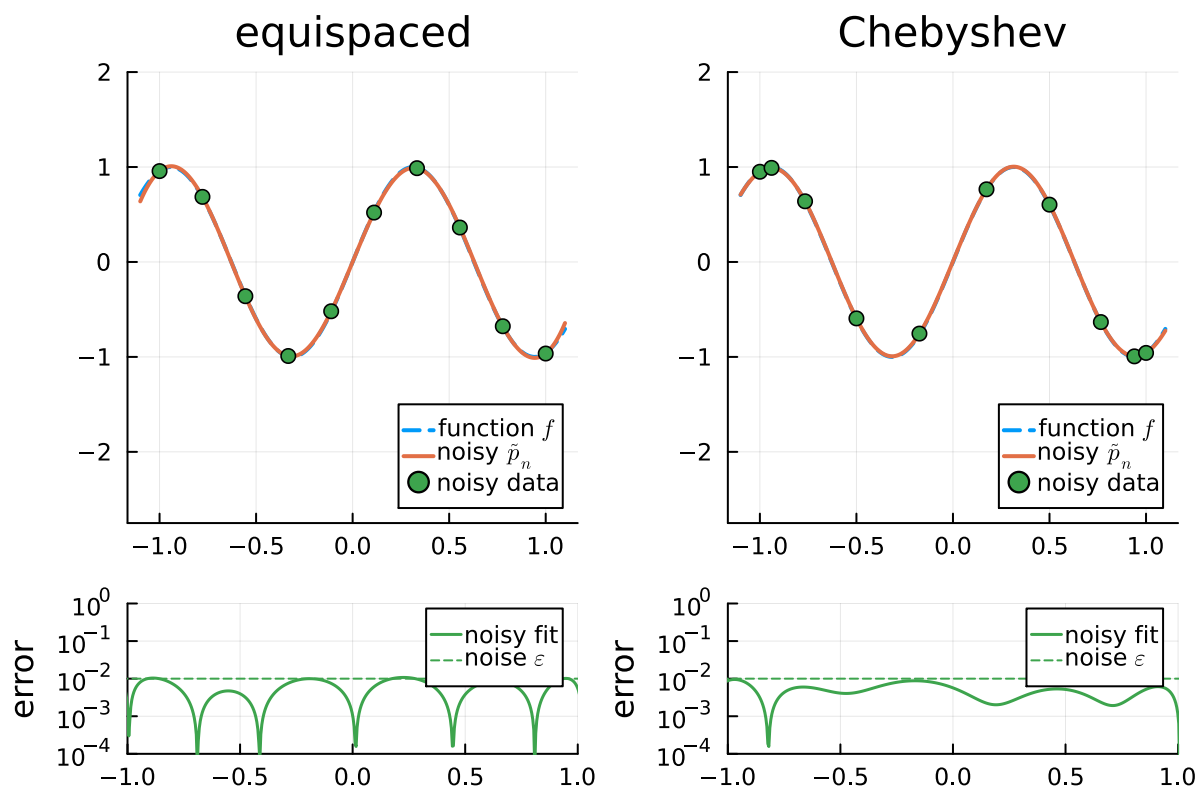 equispaced
2
1
0
−1
−2
−1.0 −0.5 0.0 0.5 1.0
function f
noisy p̃ₙ
noisy data
Chebyshev
2
1
0
−1
−2
−1.0 −0.5 0.0 0.5 1.0
function f
noisy p̃ₙ
noisy data
error
10⁰
10⁻¹
10⁻²
10⁻³
10⁻⁴
−1.0 −0.5 0.0 0.5 1.0
noisy fit
noise ε
error
10⁰
10⁻¹
10⁻²
10⁻³
10⁻⁴
−1.0 −0.5 0.0 0.5 1.0
noisy fit
noise ε